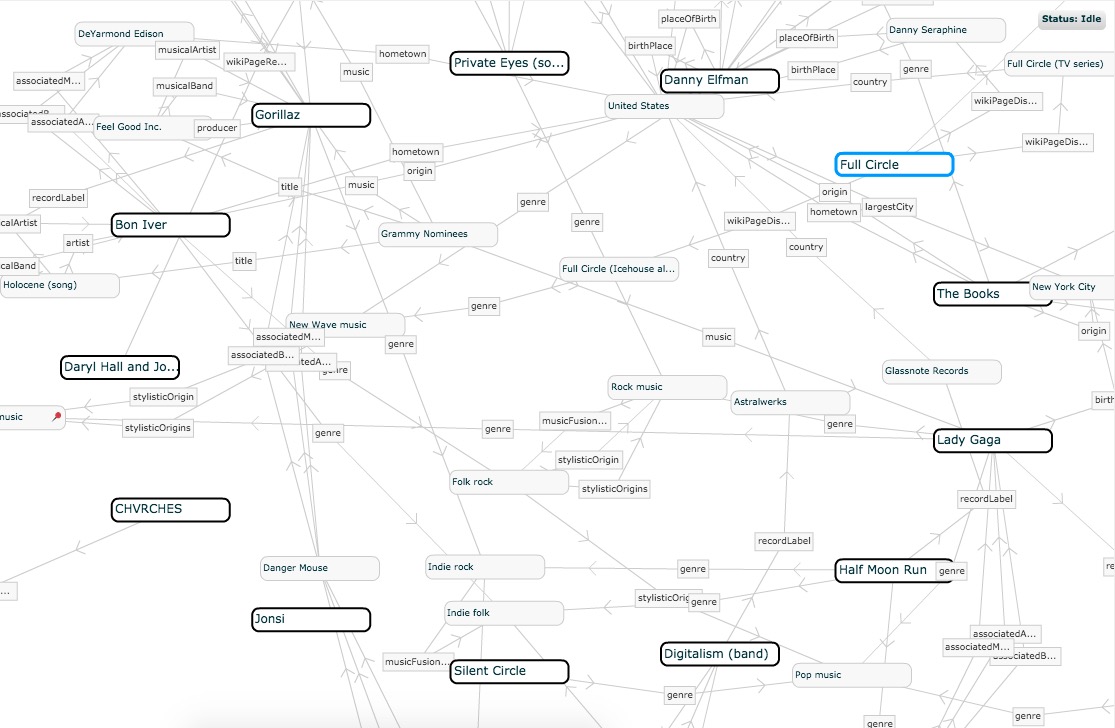 placeOfBirth
Status: Idle
DeYarmond Edison
Danny Seraphine
placeOfBirth
musicalArtist
birthPlace
hometown
wikiPageRe...
Private Eyes (so...
Full Circle (TV series)
music
genre
birthPlace
associatedM...
Danny Elfman
country
musicalBand
wikiPageDis...
United States
Gorillaz
associatedA...
Feel Good Inc.
producer
wikiPageDis...
hometown
Full Circle
origin
title
music
origin
recordLabel
genre
largestCity
hometown
Bon Iver
genre
wikiPageDis...
Grammy Nominees
artist
country
country
title
Full Circle (Icehouse al...
Holocene (song)
New York City
The Books
genre
New Wave music
origin
associatedM...
music
genre
associatedB...
Daryl Hall and Jo...
genre
Glassnote Records
Rock music
stylisticOrigin
Astralwerks
music
musicFusion...
genre
stylisticOrigins
genre
genre
Lady Gaga
stylisticOrigin
Folk rock
stylisticOrigins
recordLabel
CHVRCHES
recordLabel
Danger Mouse
Indie rock
genre
Half Moon Run
genre
stylisticOrig
genre
Indie folk
Jonsi
associatedA...
associatedM...
Digitalism (band)
associatedB...
musicFusion...
Silent Circle
Pop music
genre
genre
genre